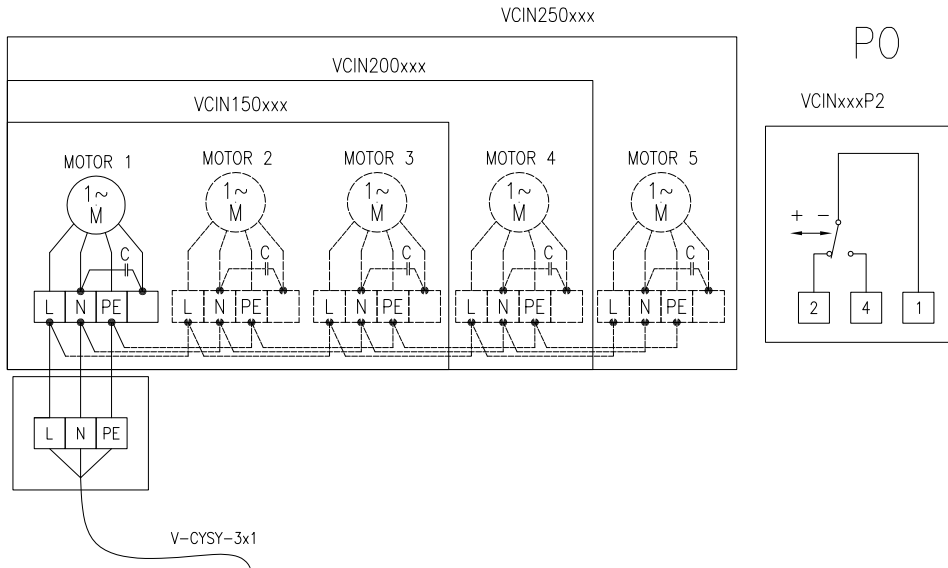 VCIN250xxx
PO
VCIN200xxx
VCINxxxP2
VCIN150xxx
MOTOR 1 MOTOR 2 MOTOR 3 MOTOR 4 MOTOR 5
1~ 1~ 1~ 1~ 1~
M M M M M
+ −
C C C C C
L N PE L N PE L N PE L N PE L N PE
2 4 1
L N PE
V-CYSY-3x1